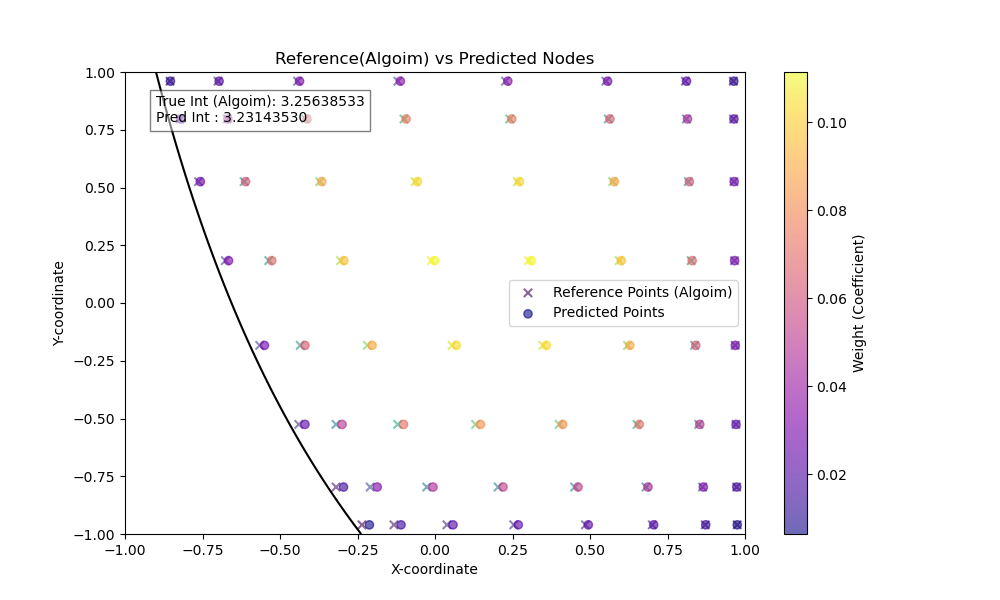 Reference(Algoim) vs Predicted Nodes
True Int (Algoim): 3.25638533
Pred Int : 3.23143530
1.00
0.75
0.50
0.25
0.00
−0.25
−0.50
−0.75
−1.00
Y-coordinate
−1.00 −0.75 −0.50 −0.25 0.00 0.25 0.50 0.75 1.00
X-coordinate
Reference Points (Algoim)
Predicted Points
0.10
0.08
0.06
0.04
0.02
Weight (Coefficient)